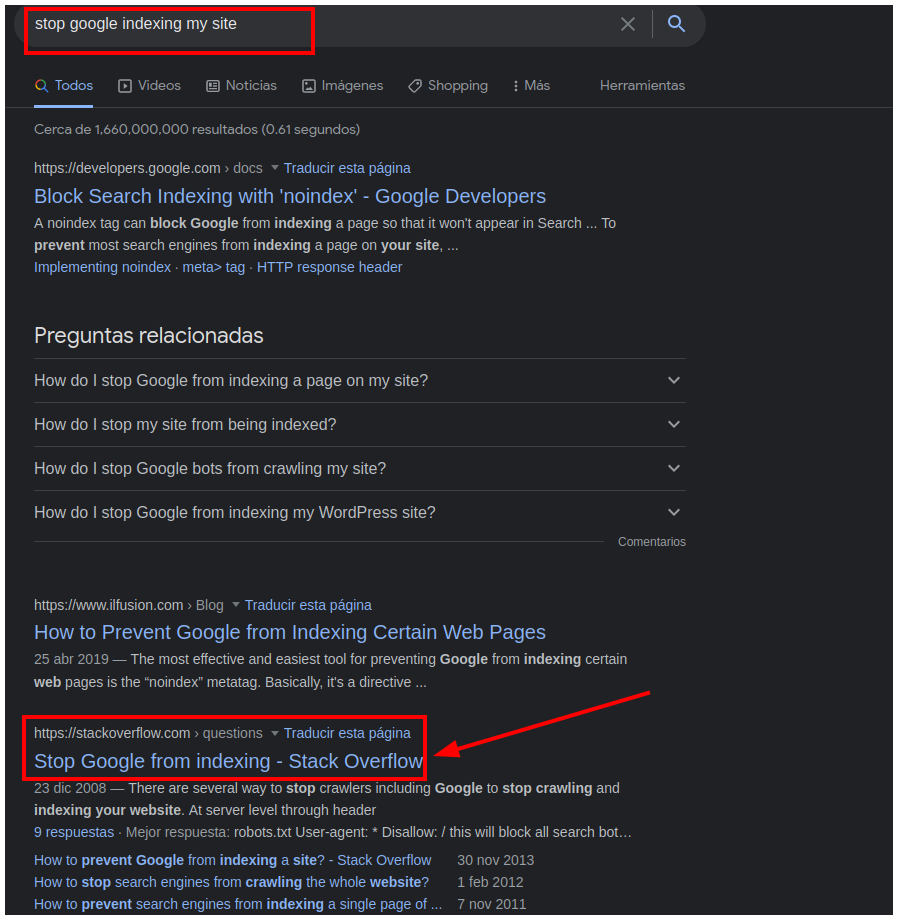 stop google indexing my site
Todos Videos Noticias Imágenes Shopping Más Herramientas
Cerca de 1,660,000,000 resultados (0.61 segundos)
https://developers.google.com › docs Traducir esta página
Block Search Indexing with 'noindex' - Google Developers
A noindex tag can block Google from indexing a page so that it won't appear in Search ... To
prevent most search engines from indexing a page on your site, ...
Implementing noindex · meta> tag · HTTP response header
Preguntas relacionadas
How do I stop Google from indexing a page on my site?
How do I stop my site from being indexed?
How do I stop Google bots from crawling my site?
How do I stop Google from indexing my WordPress site?
Comentarios
https://www.ilfusion.com › Blog Traducir esta página
How to Prevent Google from Indexing Certain Web Pages
25 abr 2019 — The most effective and easiest tool for preventing Google from indexing certain
web pages is the “noindex” metatag. Basically, it's a directive ...
https://stackoverflow.com › questions Traducir esta página
Stop Google from indexing - Stack Overflow
23 dic 2008 — There are several way to stop crawlers including Google to stop crawling and
indexing your website. At server level through header
9 respuestas · Mejor respuesta: robots.txt User-agent: * Disallow: / this will block all search bot…
How to prevent Google from indexing a site? - Stack Overflow 30 nov 2013
How to stop search engines from crawling the whole website? 1 feb 2012
How to prevent search engines from indexing a single page of ... 7 nov 2011